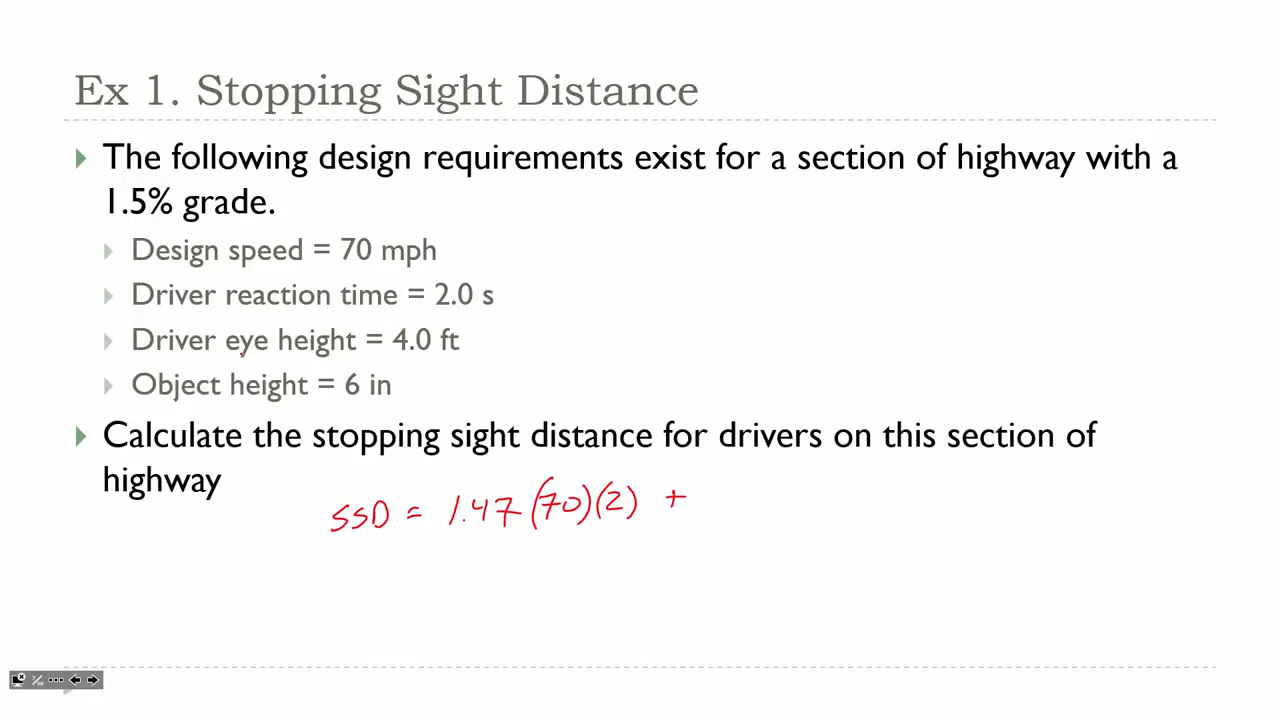 Ex 1. Stopping Sight Distance
The following design requirements exist for a section of highway with a
1.5% grade.
Design speed = 70 mph
Driver reaction time = 2.0 s
Driver eye height = 4.0 ft
Object height = 6 in
Calculate the stopping sight distance for drivers on this section of
highway
SSD = 1.47(70)(2) +